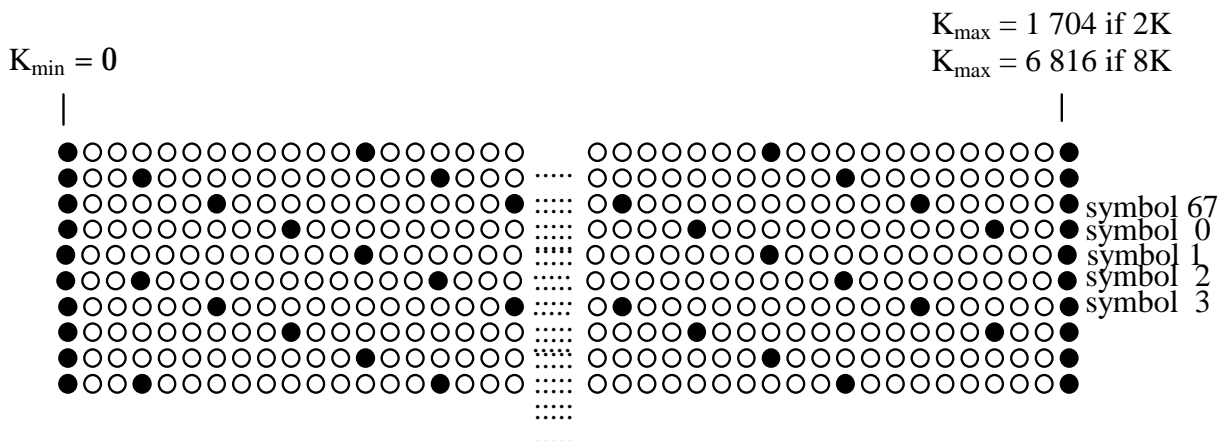 K_max = 1 704 if 2K
K_min = 0
K_max = 6 816 if 8K
symbol 67
symbol 0
symbol 1
symbol 2
symbol 3